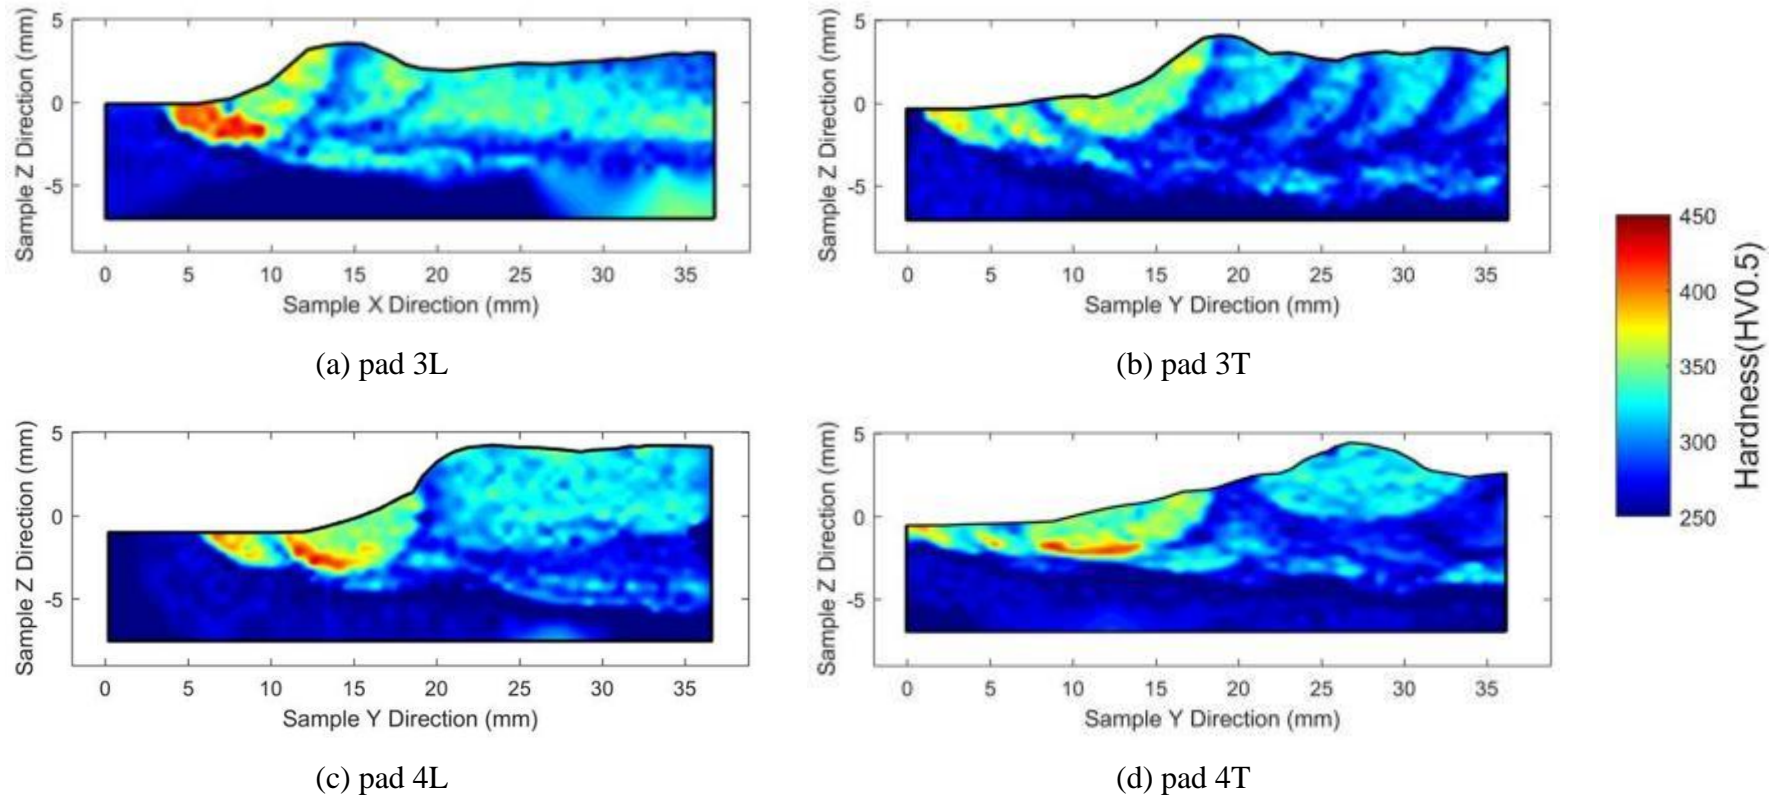 5
0
-5
Sample Z Direction (mm)
0 5 10 15 20 25 30 35
Sample X Direction (mm)
(a) pad 3L
5
0
-5
Sample Z Direction (mm)
0 5 10 15 20 25 30 35
Sample Y Direction (mm)
(b) pad 3T
450
400
350
300
250
Hardness(HV0.5)
5
0
-5
Sample Z Direction (mm)
0 5 10 15 20 25 30 35
Sample Y Direction (mm)
(c) pad 4L
5
0
-5
Sample Z Direction (mm)
0 5 10 15 20 25 30 35
Sample Y Direction (mm)
(d) pad 4T